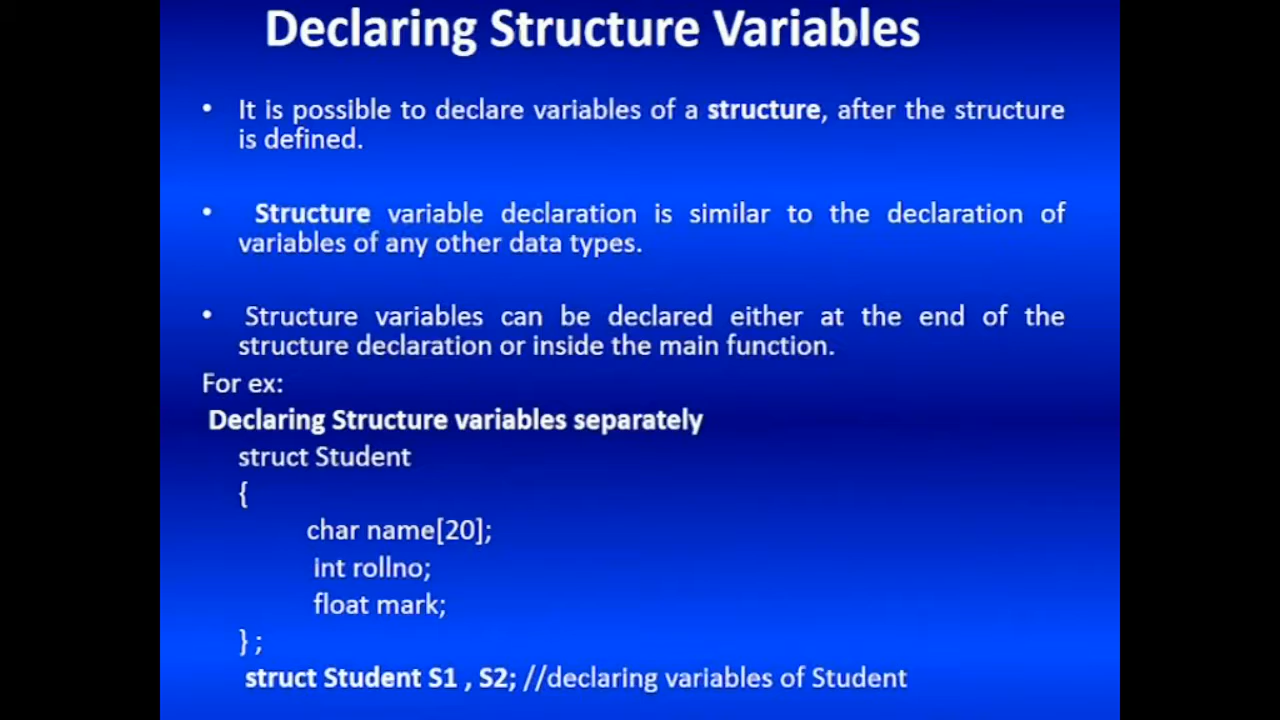 Declaring Structure Variables
• It is possible to declare variables of a structure, after the structure
is defined.
• Structure variable declaration is similar to the declaration of
variables of any other data types.
• Structure variables can be declared either at the end of the
structure declaration or inside the main function.
For ex:
Declaring Structure variables separately
struct Student
{
char name[20];
int rollno;
float mark;
} ;
struct Student S1 , S2; //declaring variables of Student